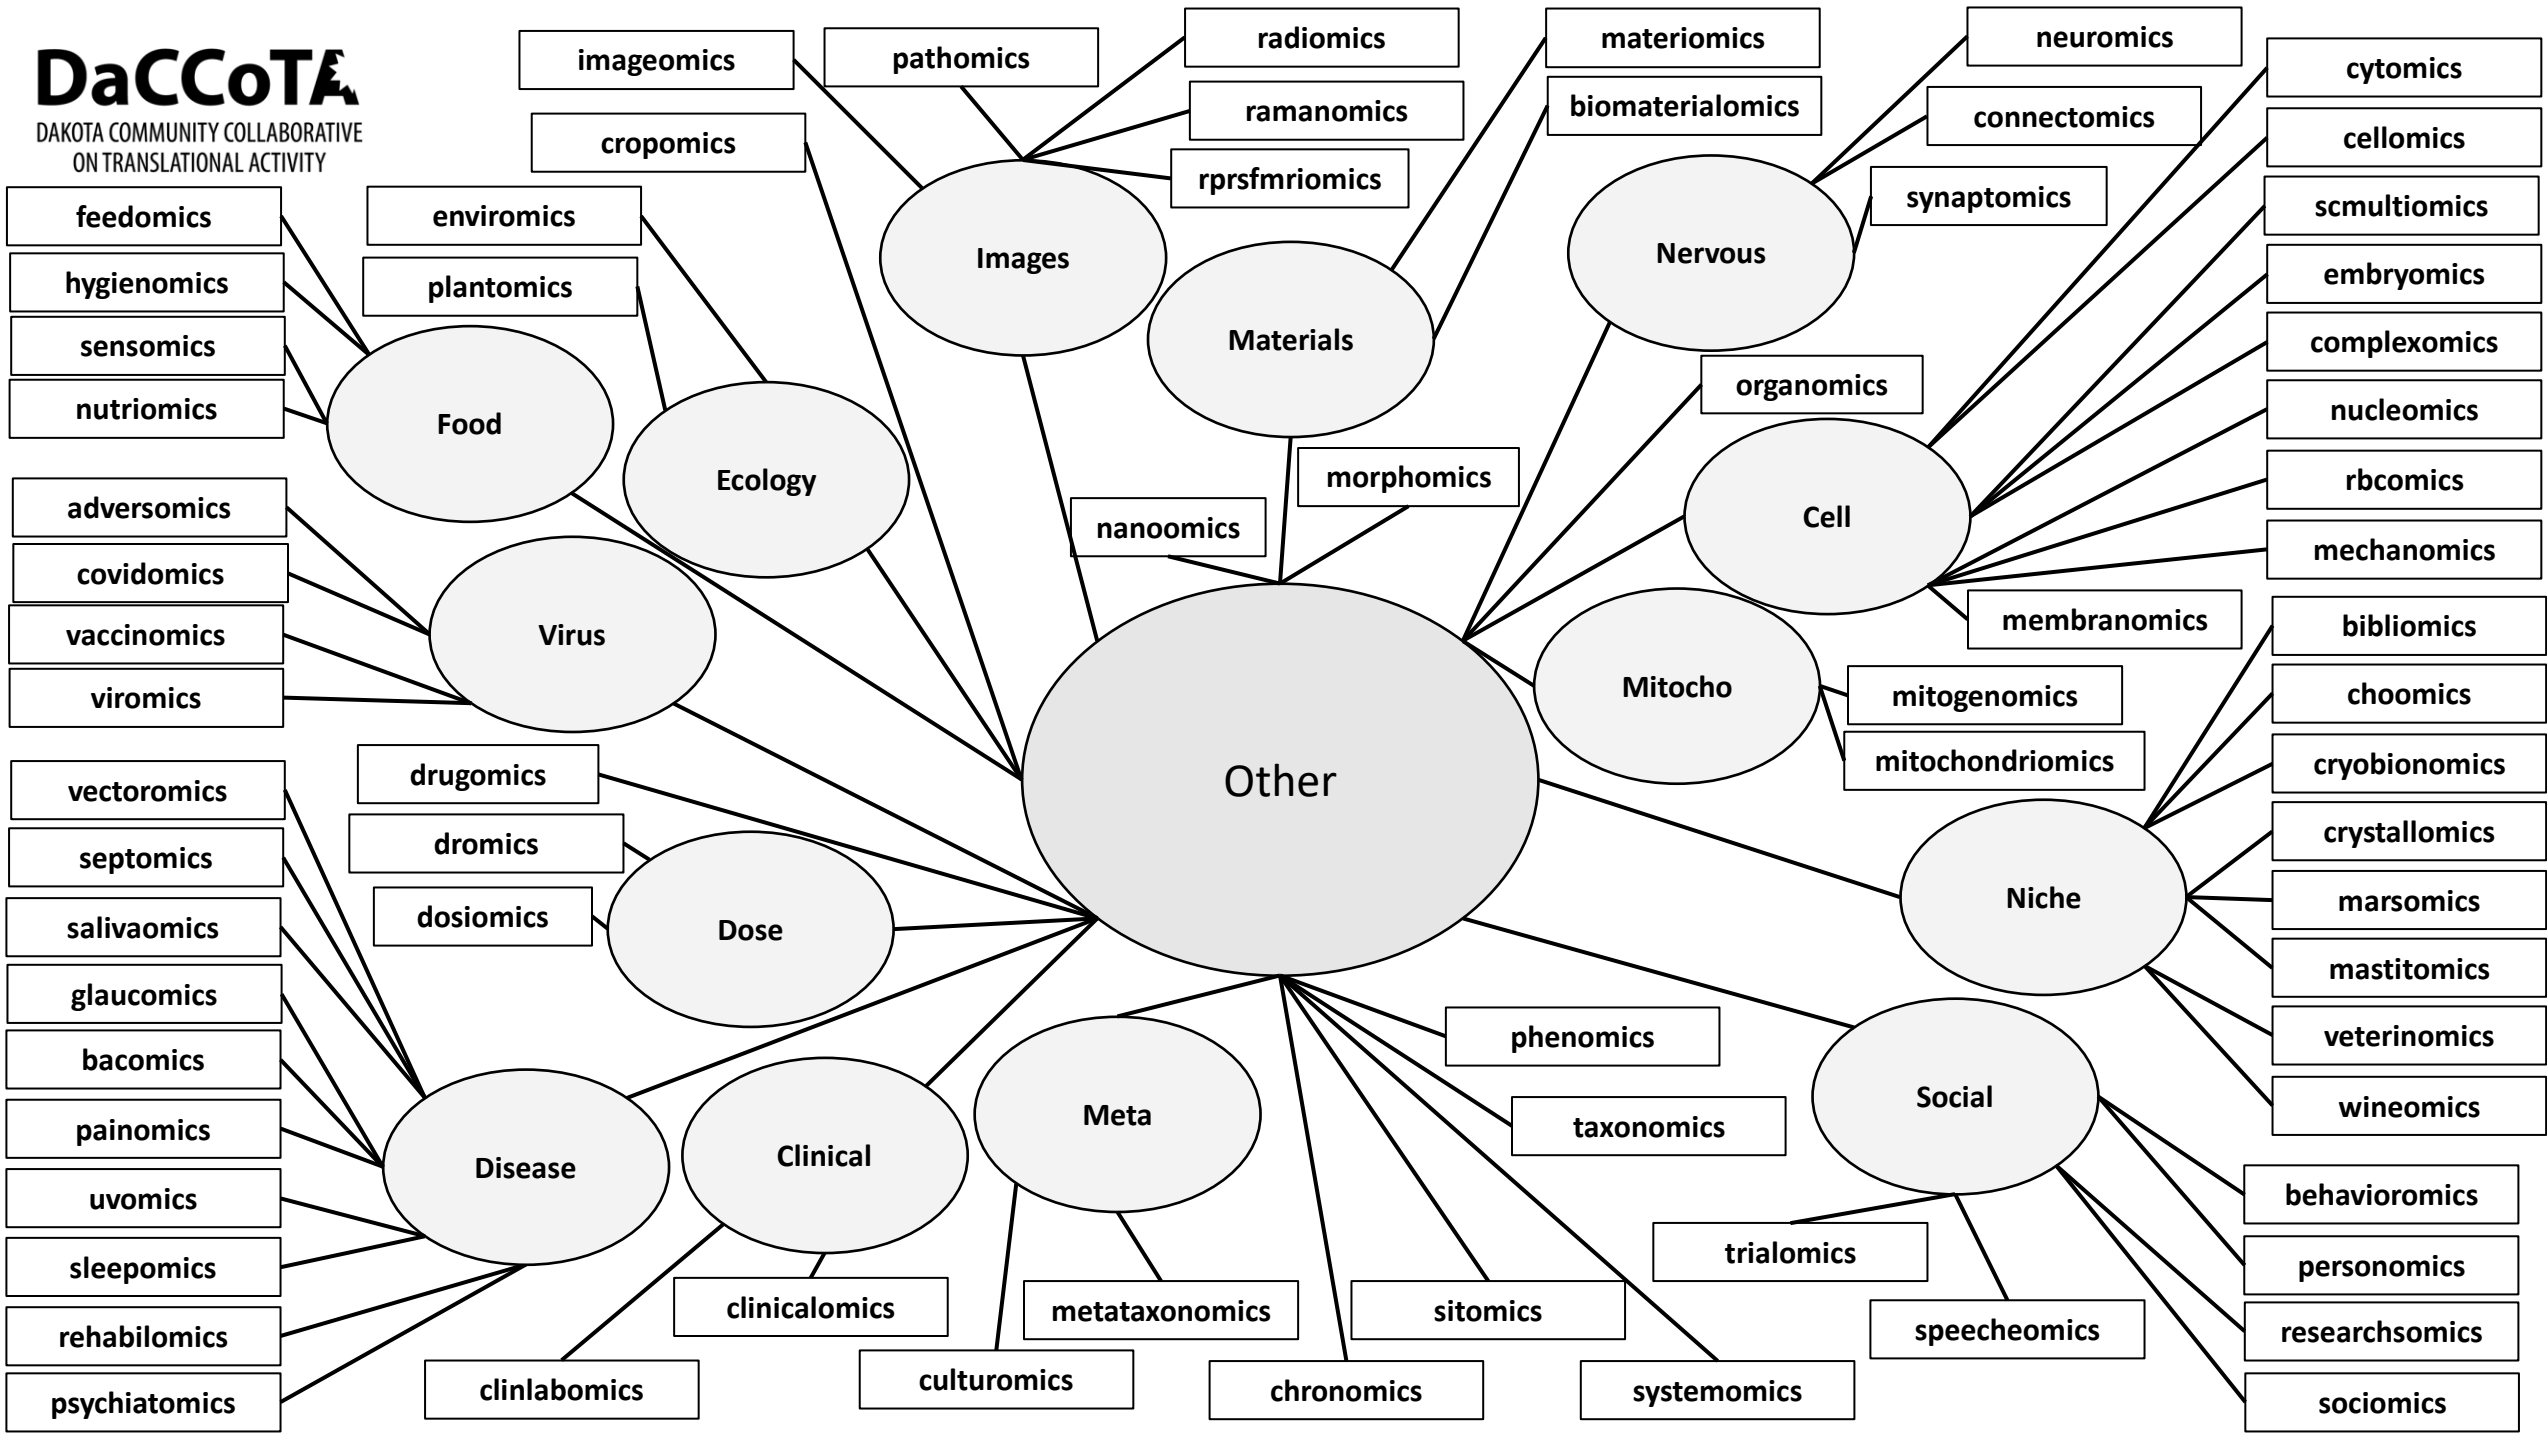 DaCCoTA
DAKOTA COMMUNITY COLLABORATIVE
ON TRANSLATIONAL ACTIVITY
imageomics
pathomics
radiomics
materiomics
neuromics
cytomics
cropomics
ramanomics
biomaterialomics
connectomics
cellomics
rprsfmriomics
synaptomics
scmultiomics
feedomics
enviromics
Images
Nervous
embryomics
hygienomics
plantomics
Materials
complexomics
sensomics
organomics
nutriomics
Food
nucleomics
Ecology
morphomics
rbcomics
adversomics
nanoomics
Cell
mechanomics
covidomics
membranomics
vaccinomics
Virus
bibliomics
viromics
Mitocho
mitogenomics
choomics
drugomics
Other
mitochondriomics
cryobionomics
vectoromics
dromics
crystallomics
septomics
dosiomics
Dose
Niche
marsomics
salivaomics
mastitomics
glaucomics
phenomics
veterinomics
bacomics
Meta
taxonomics
Social
wineomics
painomics
Disease
Clinical
uvomics
behavioromics
sleepomics
trialomics
personomics
clinicalomics
metataxonomics
sitomics
speecheomics
researchsomics
rehabilomics
psychiatomics
clinlabomics
culturomics
chronomics
systemomics
sociomics